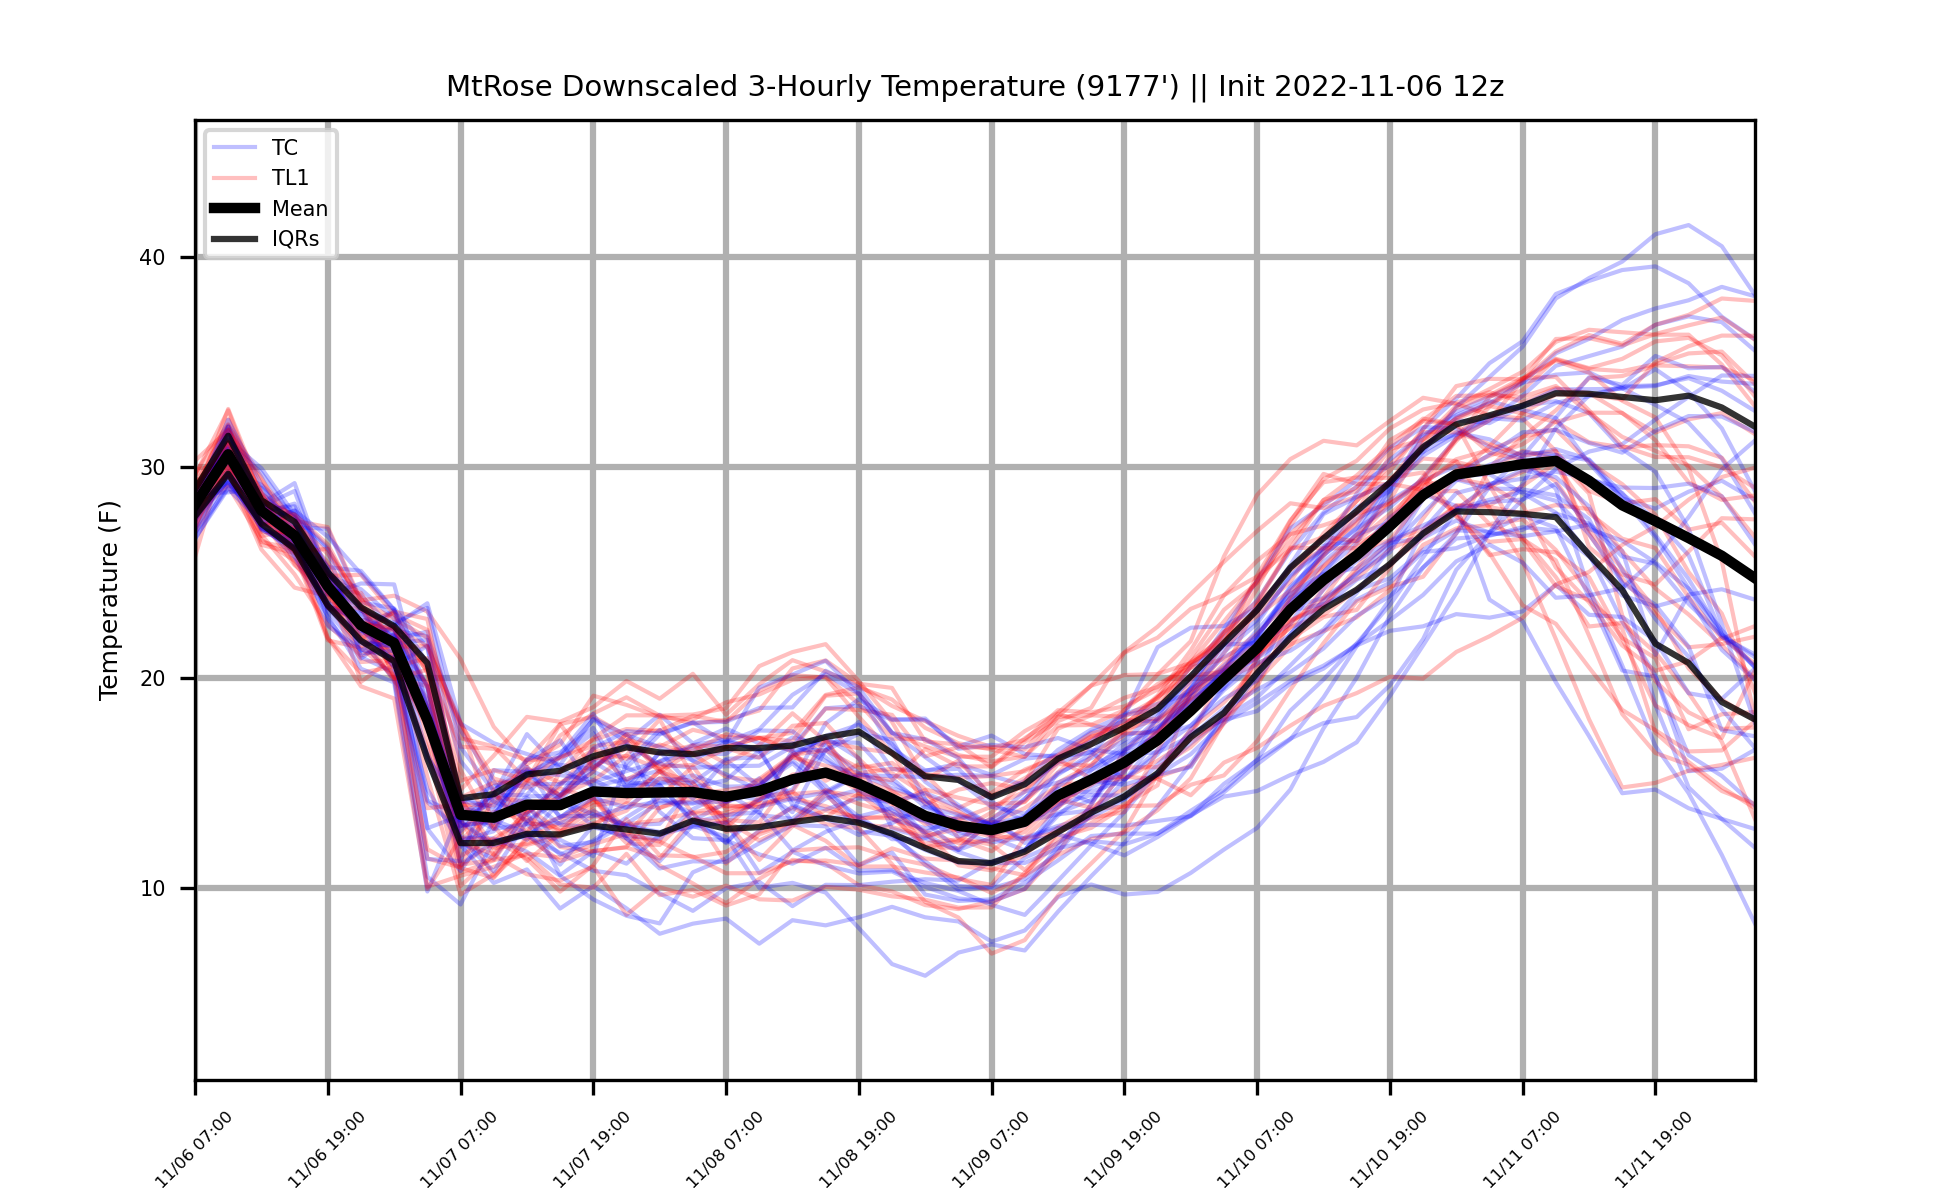 MtRose Downscaled 3-Hourly Temperature (9177') || Init 2022-11-06 12z
TC
TL1
Mean
IQRs
Temperature (F)
40
30
20
10
11/06 07:00
11/06 19:00
11/07 07:00
11/07 19:00
11/08 07:00
11/08 19:00
11/09 07:00
11/09 19:00
11/10 07:00
11/10 19:00
11/11 07:00
11/11 19:00